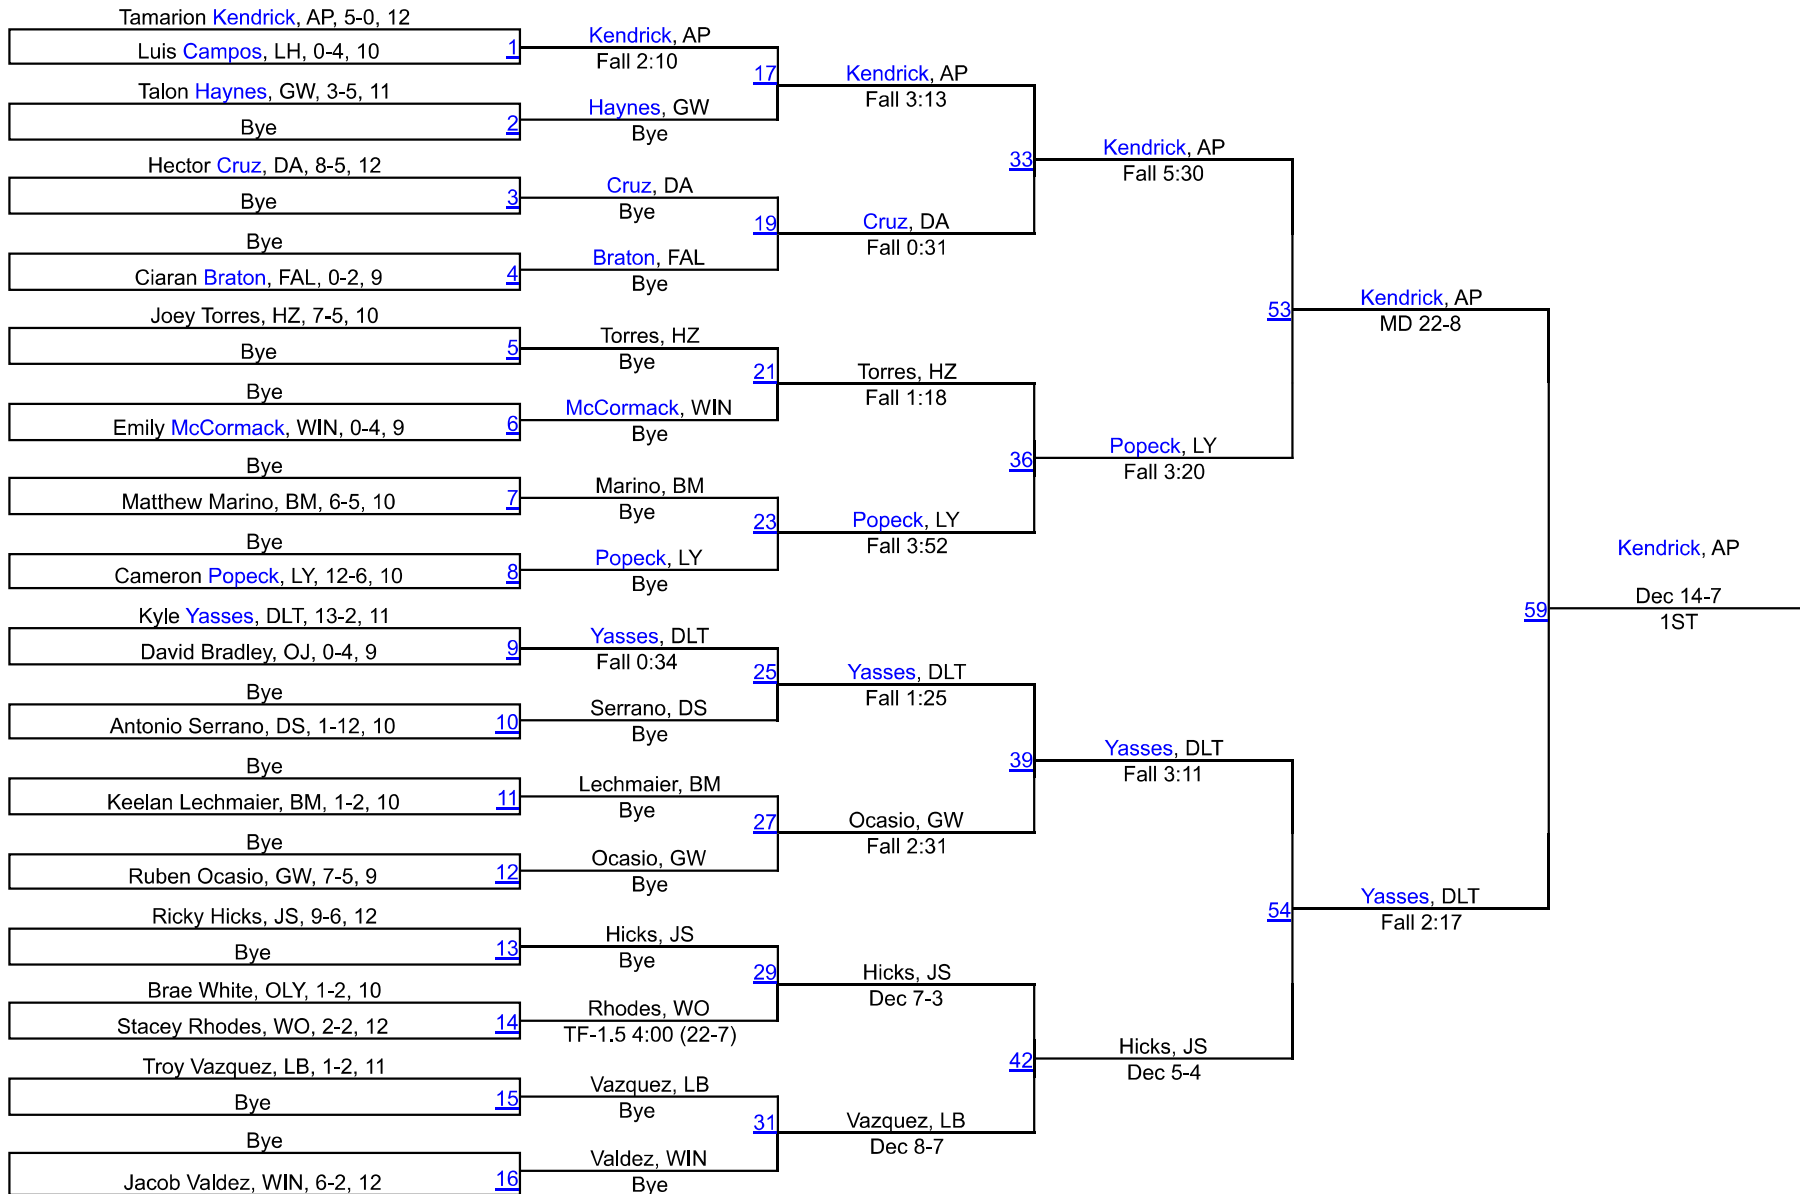 Tamarion Kendrick, AP, 5-0, 12
Luis Campos, LH, 0-4, 10
1
Talon Haynes, GW, 3-5, 11
Bye
2
Hector Cruz, DA, 8-5, 12
Bye
3
Bye
Ciaran Braton, FAL, 0-2, 9
4
Joey Torres, HZ, 7-5, 10
Bye
5
Bye
Emily McCormack, WIN, 0-4, 9
6
Bye
Matthew Marino, BM, 6-5, 10
7
Bye
Cameron Popeck, LY, 12-6, 10
8
Kyle Yasses, DLT, 13-2, 11
David Bradley, OJ, 0-4, 9
9
Bye
Antonio Serrano, DS, 1-12, 10
10
Bye
Keelan Lechmaier, BM, 1-2, 10
11
Bye
Ruben Ocasio, GW, 7-5, 9
12
Ricky Hicks, JS, 9-6, 12
Bye
13
Brae White, OLY, 1-2, 10
Stacey Rhodes, WO, 2-2, 12
14
Troy Vazquez, LB, 1-2, 11
Bye
15
Bye
Jacob Valdez, WIN, 6-2, 12
16
Kendrick, AP
Fall 2:10
17
Haynes, GW
Bye
Cruz, DA
Bye
19
Braton, FAL
Bye
Torres, HZ
Bye
21
McCormack, WIN
Bye
Marino, BM
Bye
23
Popeck, LY
Bye
Yasses, DLT
Fall 0:34
25
Serrano, DS
Bye
Lechmaier, BM
Bye
27
Ocasio, GW
Bye
Hicks, JS
Bye
29
Rhodes, WO
TF-1.5 4:00 (22-7)
Vazquez, LB
Bye
31
Valdez, WIN
Bye
Kendrick, AP
Fall 3:13
33
Cruz, DA
Fall 0:31
Torres, HZ
Fall 1:18
36
Popeck, LY
Fall 3:52
Yasses, DLT
Fall 1:25
39
Ocasio, GW
Fall 2:31
Hicks, JS
Dec 7-3
42
Vazquez, LB
Dec 8-7
Kendrick, AP
Fall 5:30
53
Popeck, LY
Fall 3:20
Yasses, DLT
Fall 3:11
54
Hicks, JS
Dec 5-4
Kendrick, AP
MD 22-8
59
Yasses, DLT
Fall 2:17
Kendrick, AP
Dec 14-7
1ST